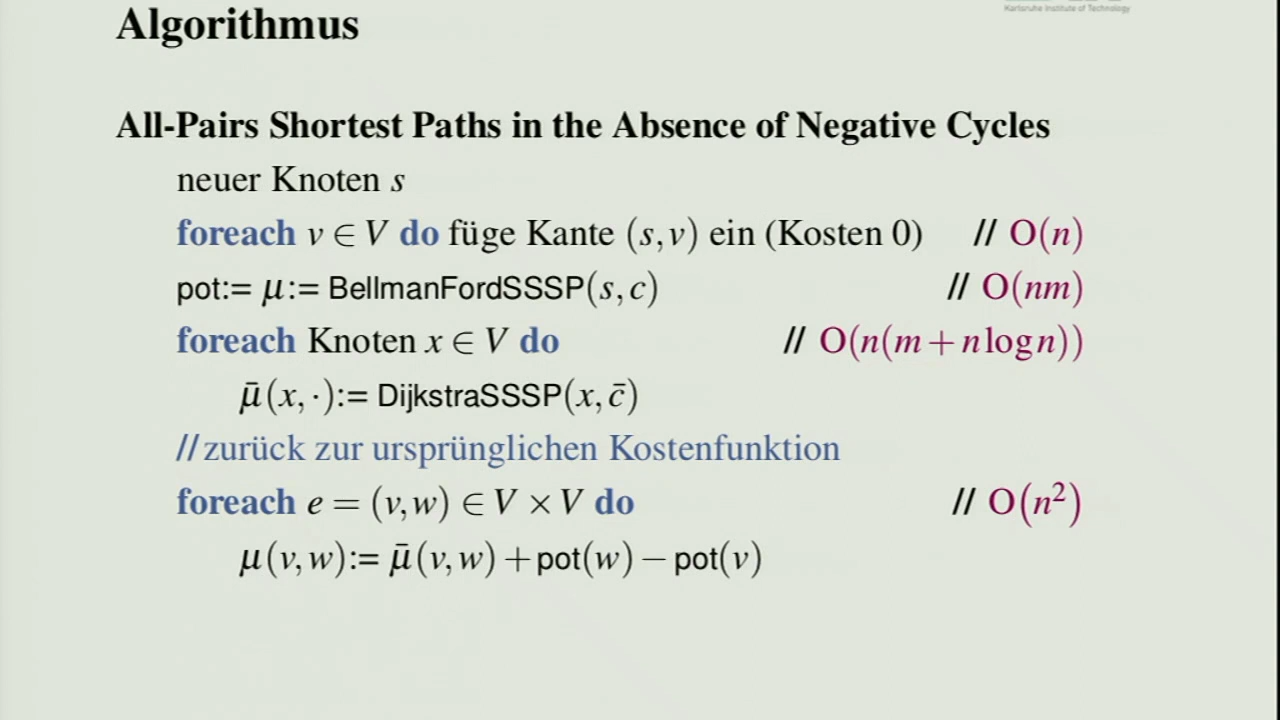 Karlsruhe Institute of Technology
Algorithmus
All-Pairs Shortest Paths in the Absence of Negative Cycles
neuer Knoten s
foreach v ∈ V do füge Kante (s,v) ein (Kosten 0) // O(n)
pot:= μ:= BellmanFordSSSP(s,c) // O(nm)
foreach Knoten x ∈ V do // O(n(m+nlogn))
μ̄(x,·):= DijkstraSSSP(x,c̄)
//zurück zur ursprünglichen Kostenfunktion
foreach e = (v,w) ∈ V × V do // O(n²)
μ(v,w):= μ̄(v,w)+pot(w)−pot(v)